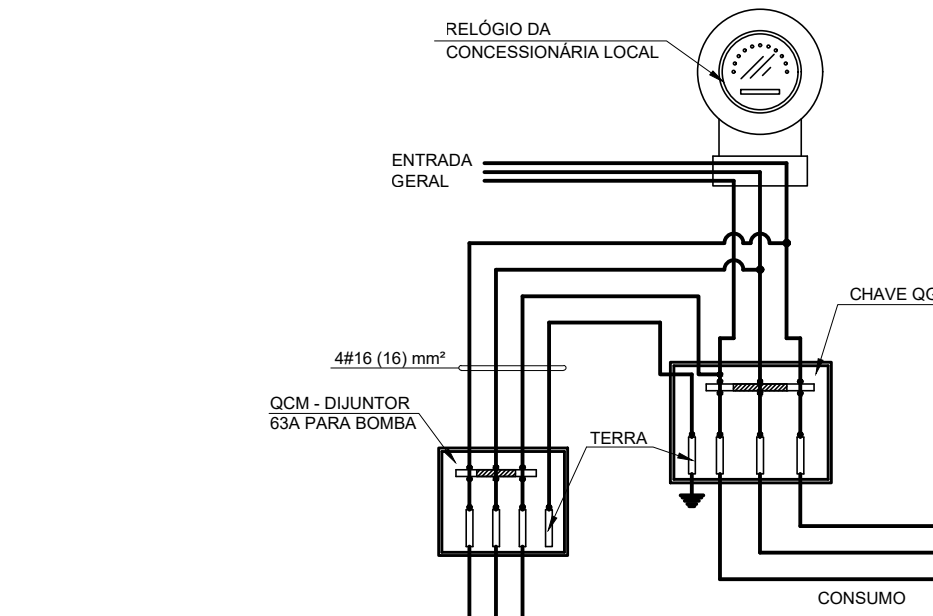 RELÓGIO DA
CONCESSIONÁRIA LOCAL
ENTRADA
GERAL
CHAVE QG
4#16 (16) mm²
QCM - DIJUNTOR
63A PARA BOMBA
TERRA
CONSUMO